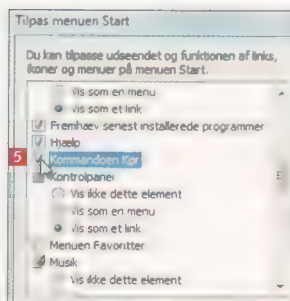 Tilpas menuen Start
Du kan tilpasse udseendet og funktionen af links,
ikoner og menuer på menuen Start.
Vis som en menu
Vis som et link
Fremhæv senest installerede programmer
Hjælp
5 Kommandoen Kør
Kontrolpanel
Vis ikke dette element
Vis som en menu
Vis som et link
Menuen Favoritter
Musik
Vis ikke dette element